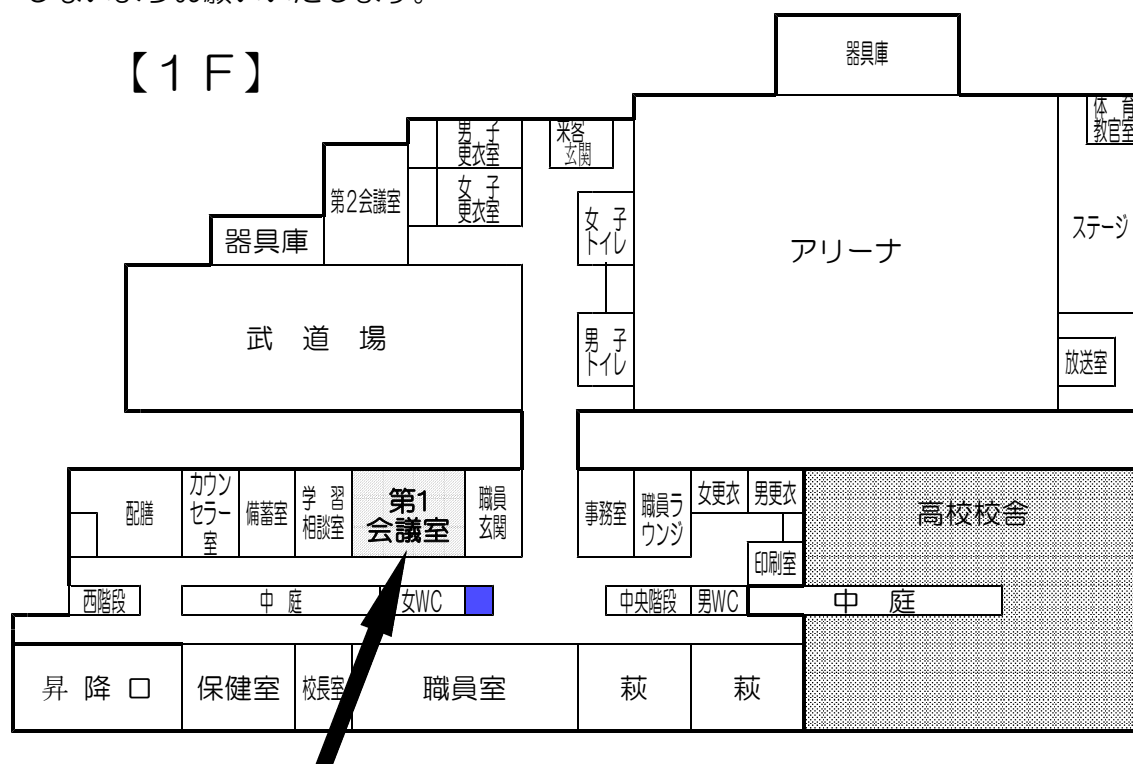 しないようお願いいたします。
【１Ｆ】
器具庫
体 育
教官室
男 子
更衣室
来客
玄関
第2会議室
女 子
更衣室
器具庫
女 子
トイレ
アリーナ
ステージ
武 道 場
男 子
トイレ
放送室
配膳
カウン
セラー
室
備蓄室
学 習
相談室
第1
会議室
職員
玄関
事務室
職員ラ
ウンジ
女更衣
男更衣
高校校舎
印刷室
西階段
中 庭
女WC
中央階段
男WC
中 庭
昇 降 口
保健室
校長室
職員室
萩
萩